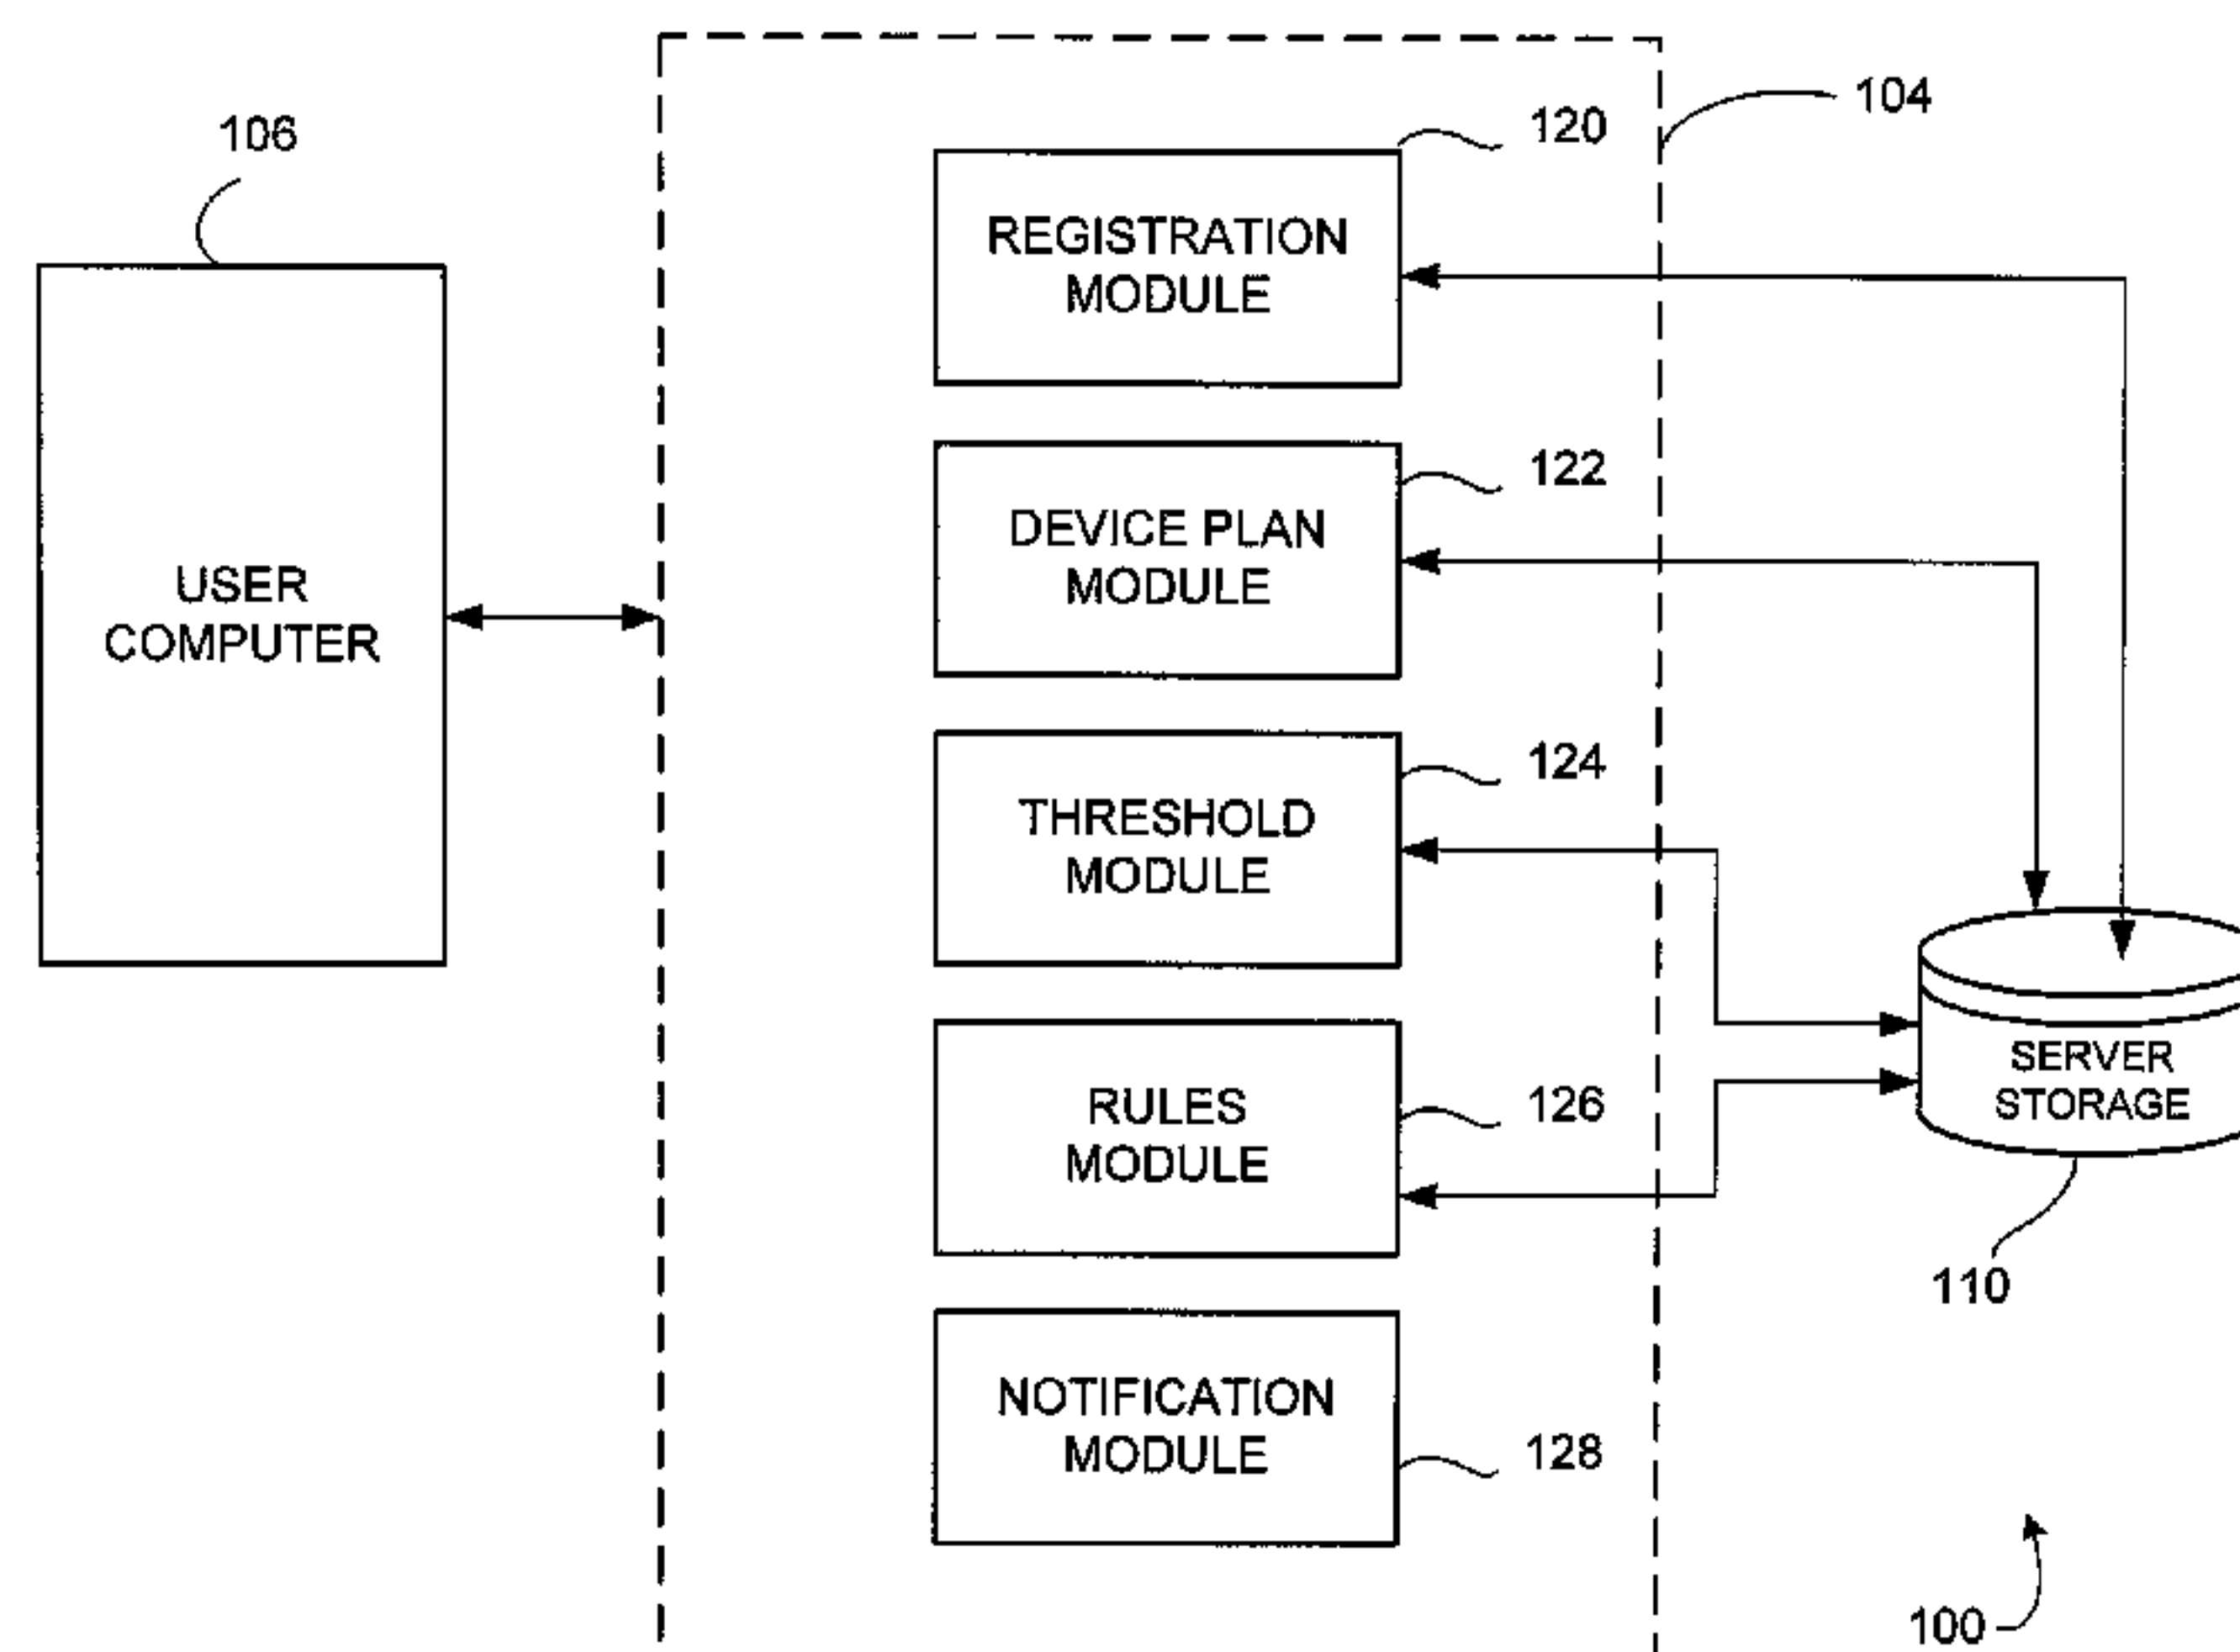 104
106
120
REGISTRATION
MODULE
122
DEVICE PLAN
MODULE
USER
COMPUTER
124
THRESHOLD
MODULE
SERVER
STORAGE
126
RULES
MODULE
110
NOTIFICATION
MODULE
128
100